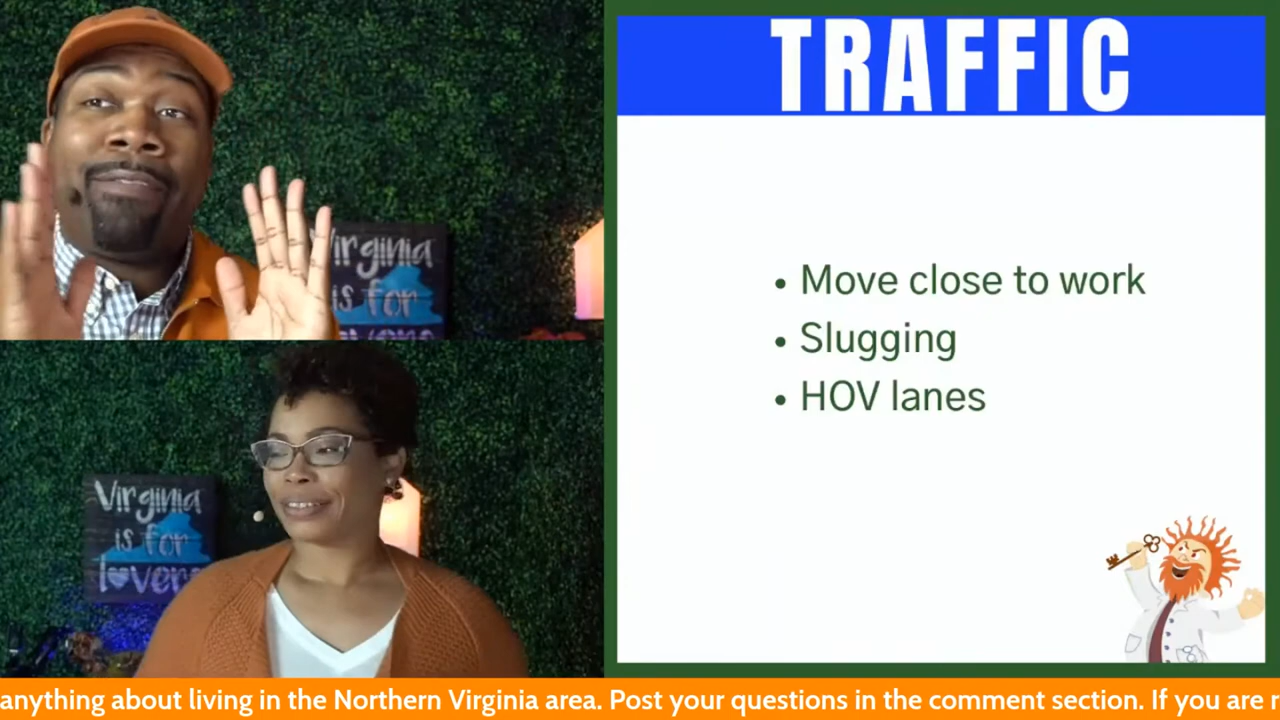 TRAFFIC
• Move close to work
• Slugging
• HOV lanes
Virginia
is for
lovers
Virginia
is for
lovers
anything about living in the Northern Virginia area. Post your questions in the comment section. If you are